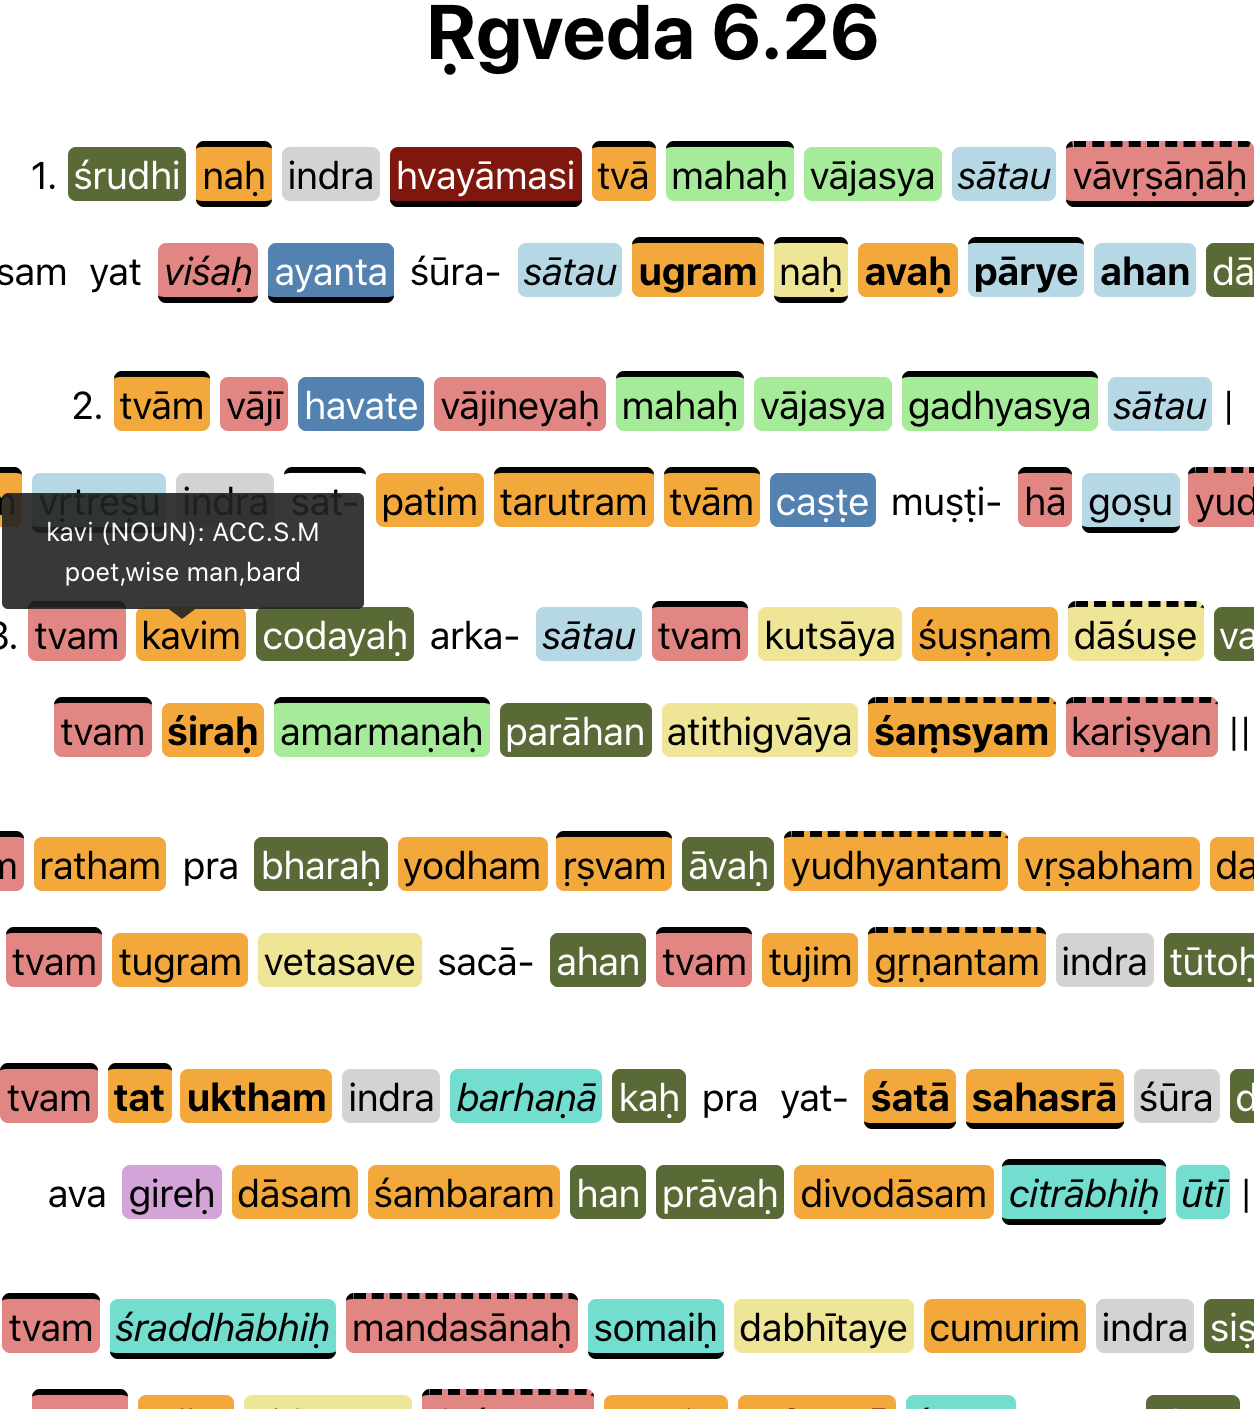 Ṛgveda 6.26
1. śrudhi naḥ indra hvayāmasi tvā mahaḥ vājasya sātau vāvṛṣāṇāḥ
sam yat viśaḥ ayanta śūra- sātau ugram naḥ avaḥ pārye ahan dā
2. tvām vājī havate vājineyaḥ mahaḥ vājasya gadhyasya sātau |
m vṛtreṣu indra sat- patim tarutram tvām caṣṭe muṣṭi- hā goṣu yud
kavi (NOUN): ACC.S.M
poet,wise man,bard
3. tvam kavim codayaḥ arka- sātau tvam kutsāya śuṣṇam dāśuṣe va
tvam śiraḥ amarmaṇaḥ parāhan atithigvāya śaṃsyam kariṣyan ||
m ratham pra bharaḥ yodham ṛṣvam āvaḥ yudhyantam vṛṣabham da
tvam tugram vetasave sacā- ahan tvam tujim gṛṇantam indra tūtoḥ
tvam tat uktham indra barhaṇā kaḥ pra yat- śatā sahasrā śūra d
ava gireḥ dāsam śambaram han prāvaḥ divodāsam citrābhiḥ ūtī |
tvam śraddhābhiḥ mandasānaḥ somaiḥ dabhītaye cumurim indra siṣ